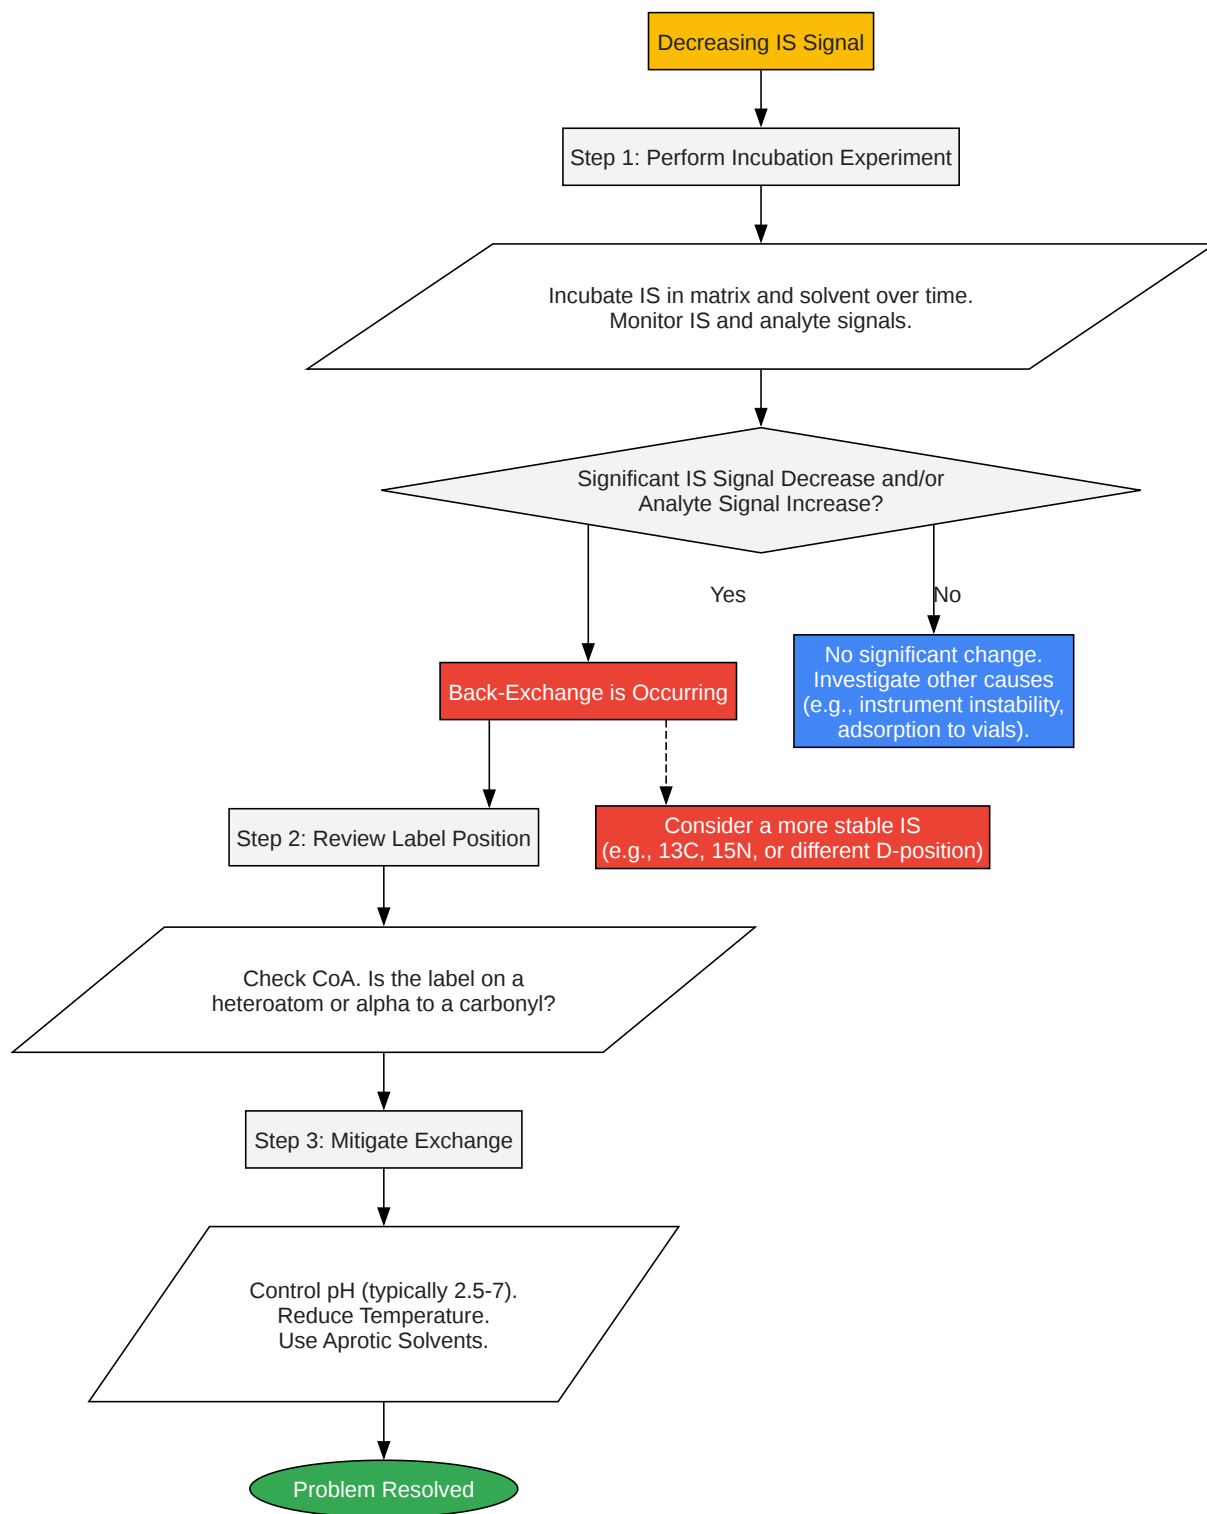 Decreasing IS Signal
Step 1: Perform Incubation Experiment
Incubate IS in matrix and solvent over time.
Monitor IS and analyte signals.
Significant IS Signal Decrease and/or
Analyte Signal Increase?
Yes
No
No significant change.
Investigate other causes
(e.g., instrument instability,
adsorption to vials).
Back-Exchange is Occurring
Step 2: Review Label Position
Consider a more stable IS
(e.g., 13C, 15N, or different D-position)
Check CoA. Is the label on a
heteroatom or alpha to a carbonyl?
Step 3: Mitigate Exchange
Control pH (typically 2.5-7).
Reduce Temperature.
Use Aprotic Solvents.
Problem Resolved